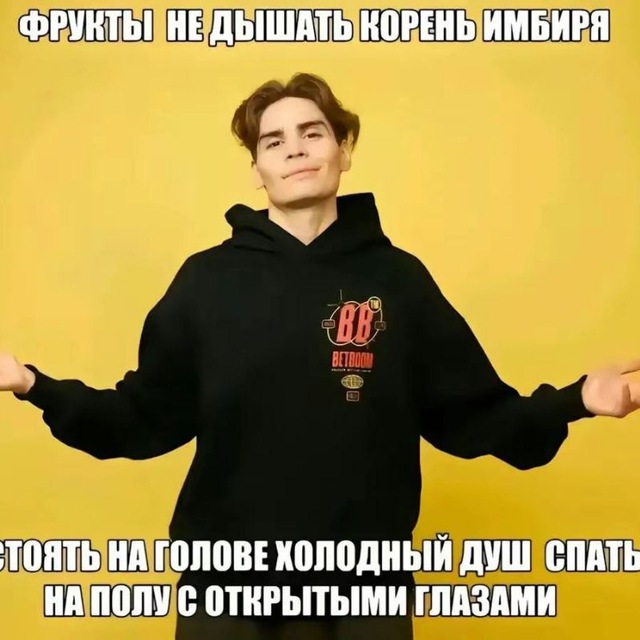 ФРУКТЫ НЕ ДЫШАТЬ КОРЕНЬ ИМБИРЯ
BB
BETBOOM
СТОЯТЬ НА ГОЛОВЕ ХОЛОДНЫЙ ДУШ СПАТЬ
НА ПОЛУ С ОТКРЫТЫМИ ГЛАЗАМИ